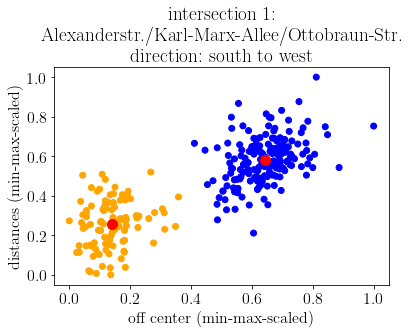 intersection 1:
Alexanderstr./Karl-Marx-Allee/Ottobraun-Str.
direction: south to west
distances (min-max-scaled)
1.0
0.8
0.6
0.4
0.2
0.0
0.0 0.2 0.4 0.6 0.8 1.0
off center (min-max-scaled)